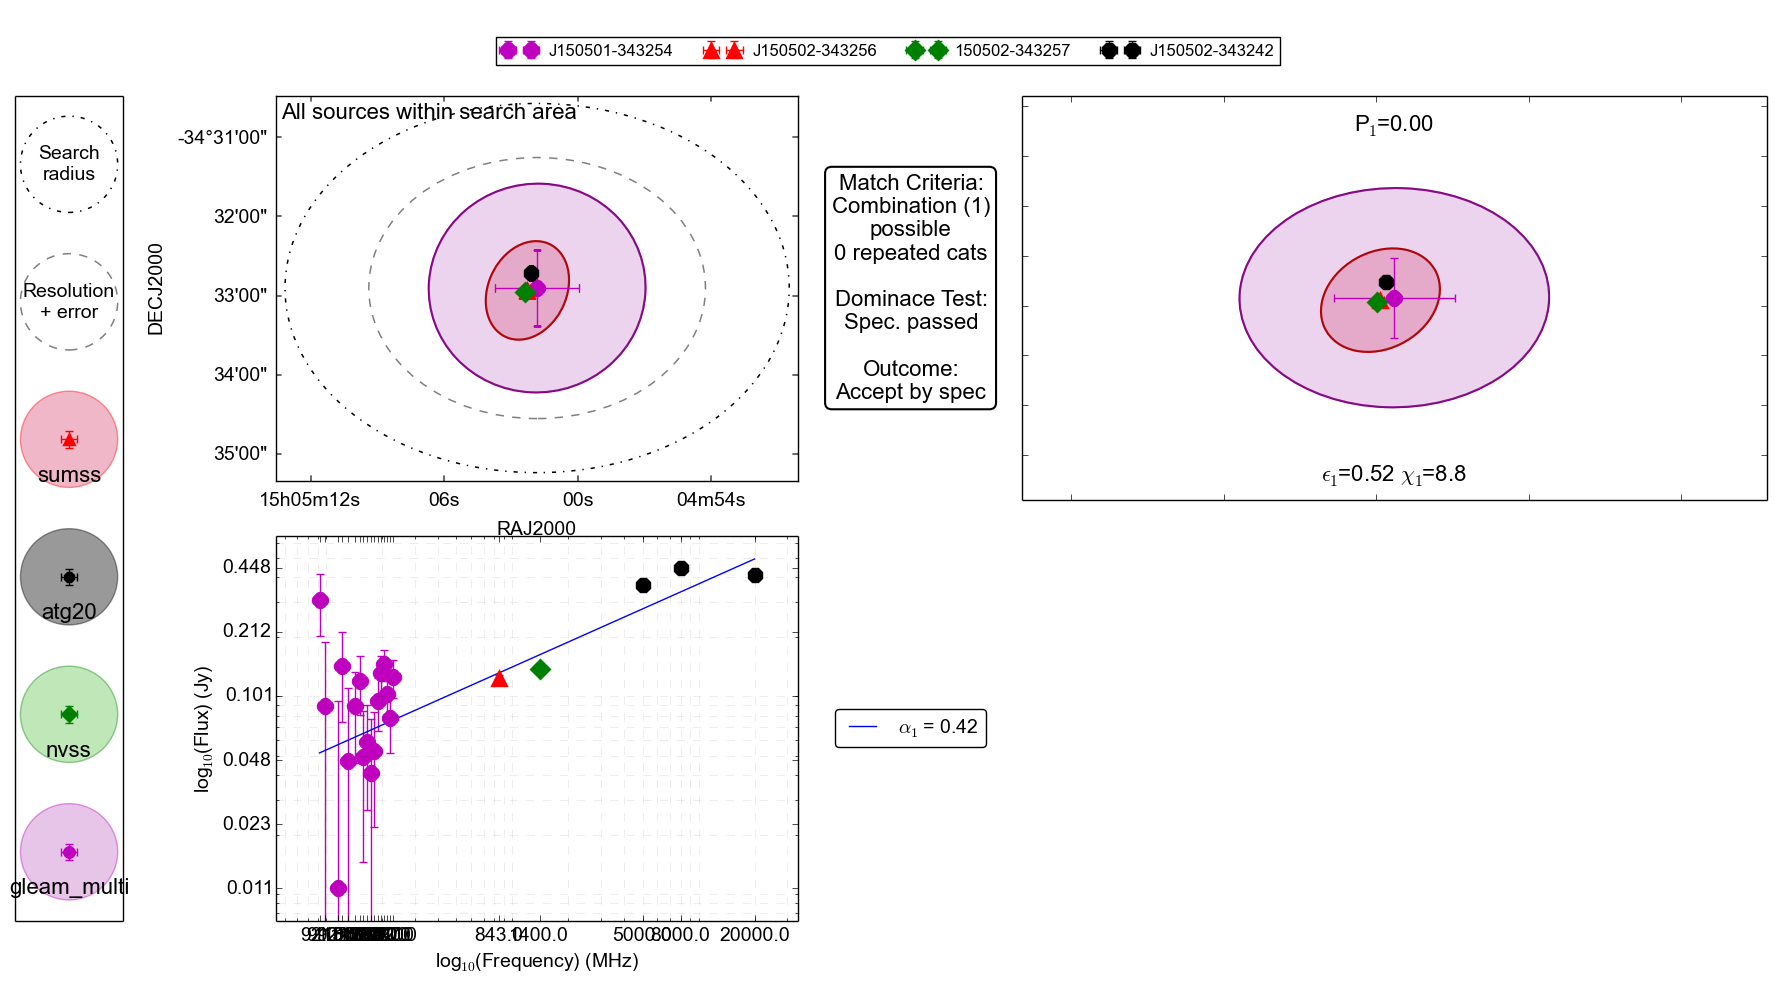 J150501-343254 J150502-343256 150502-343257 J150502-343242
Search
radius
Resolution
+ error
sumss
atg20
nvss
gleam_multi
All sources within search area
DECJ2000
-34°31'00"
32'00"
33'00"
34'00"
35'00"
15h05m12s 06s 00s 04m54s
RAJ2000
Match Criteria:
Combination (1)
possible
0 repeated cats
Dominace Test:
Spec. passed
Outcome:
Accept by spec
P1=0.00
ϵ1=0.52 χ1=8.8
log10(Flux) (Jy)
0.448
0.212
0.101
0.048
0.023
0.011
843.0 1400.0 5000.0 8000.0 20000.0
log10(Frequency) (MHz)
α1 = 0.42